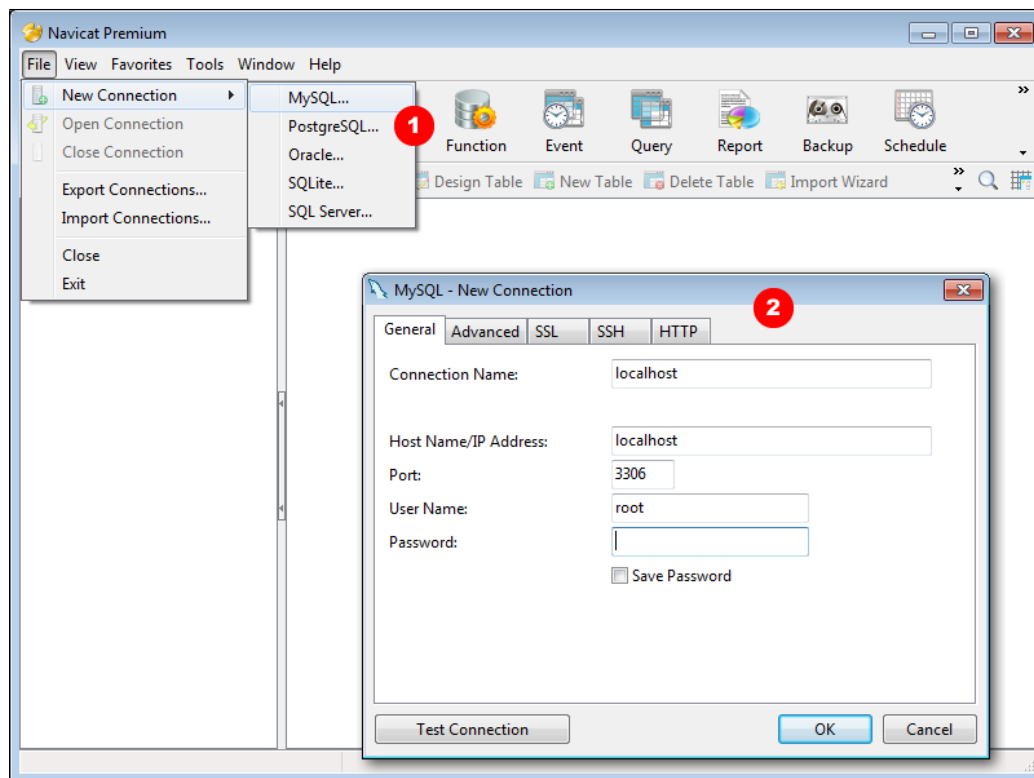 Navicat Premium
File View Favorites Tools Window Help
New Connection
Open Connection
Close Connection
Export Connections...
Import Connections...
Close
Exit
MySQL...
PostgreSQL...
Oracle...
SQLite...
SQL Server...
1
Function Event Query Report Backup Schedule
Design Table New Table Delete Table Import Wizard
MySQL - New Connection
2
General Advanced SSL SSH HTTP
Connection Name: localhost
Host Name/IP Address: localhost
Port: 3306
User Name: root
Password:
Save Password
Test Connection OK Cancel